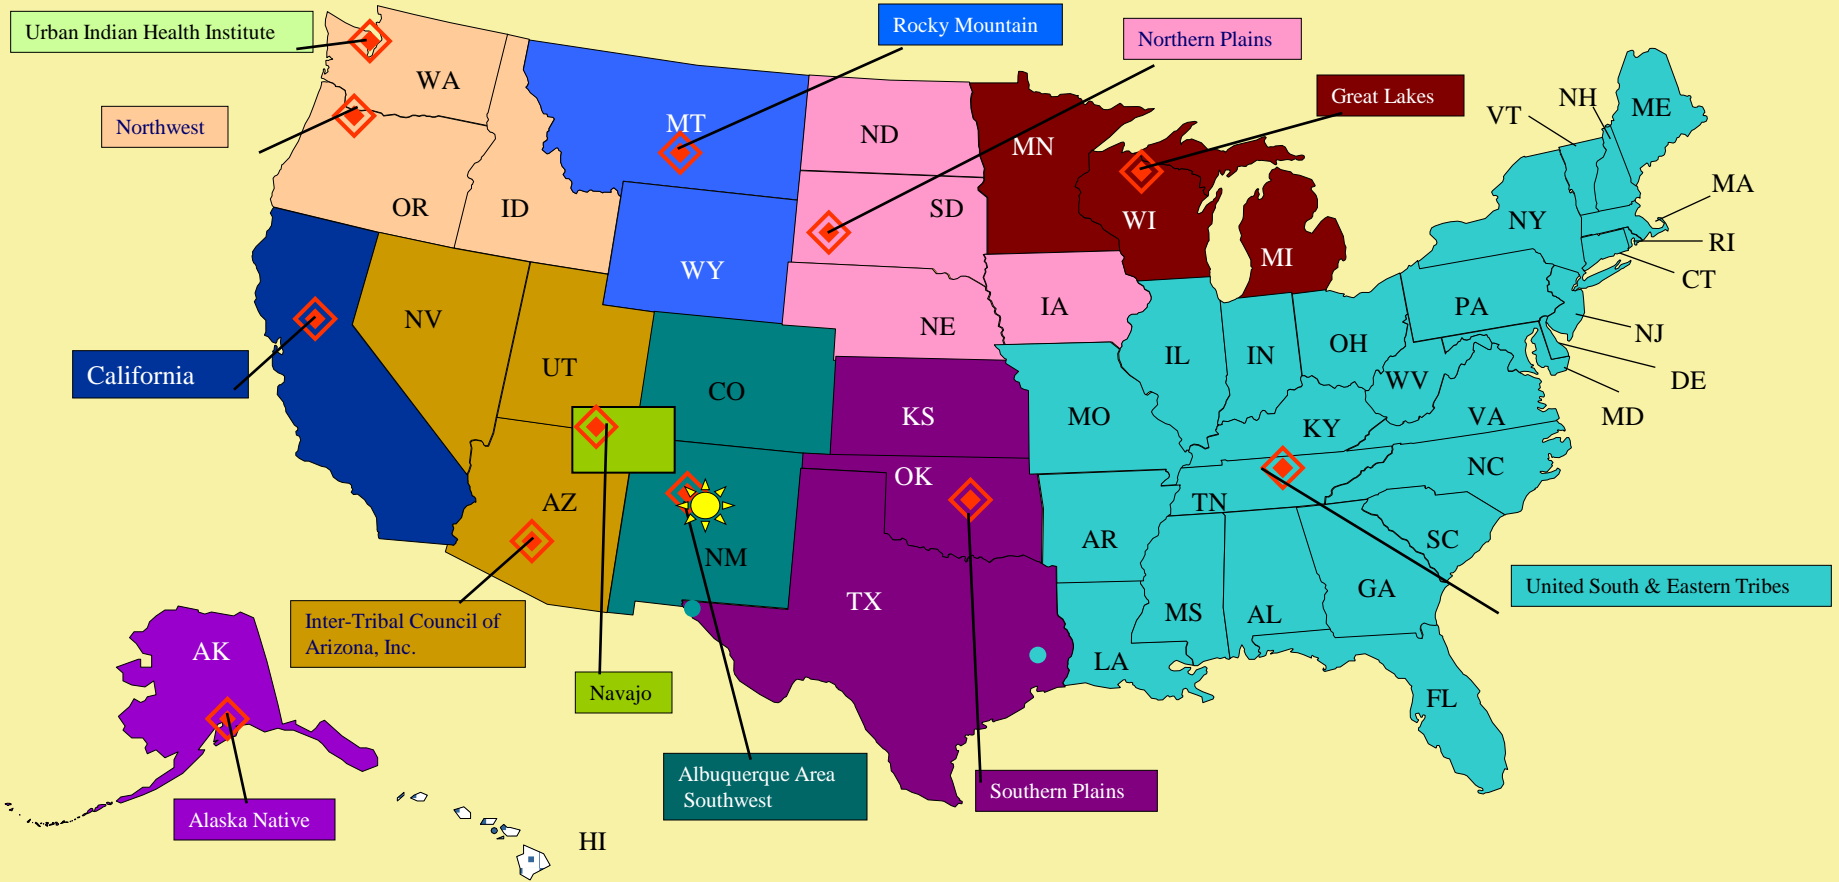 Urban Indian Health Institute
Rocky Mountain
Northern Plains
Great Lakes
Northwest
California
WA
OR
ID
MT
WY
ND
SD
NE
IA
MN
WI
MI
NV
UT
CO
AZ
NM
KS
OK
TX
MO
AR
LA
IL
IN
OH
KY
TN
MS
AL
GA
FL
SC
NC
VA
WV
PA
NY
VT
NH
ME
MA
RI
CT
NJ
DE
MD
AK
HI
Inter-Tribal Council of
Arizona, Inc.
Navajo
Albuquerque Area
Southwest
Southern Plains
United South & Eastern Tribes
Alaska Native